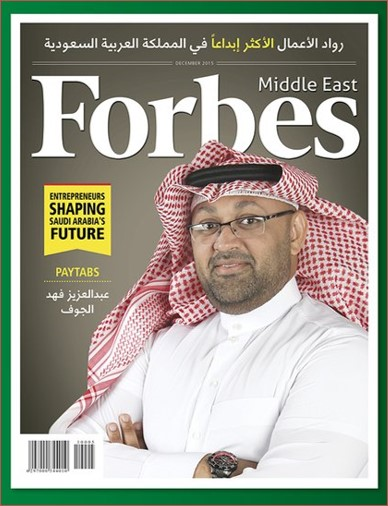 رواد الأعمال الأكثر إبداعاً في المملكة العربية السعودية
DECEMBER 2015
Forbes
Middle East
ENTREPRENEURS
SHAPING
SAUDI ARABIA'S
FUTURE
PAYTABS
عبدالعزيز فهد
الجوف